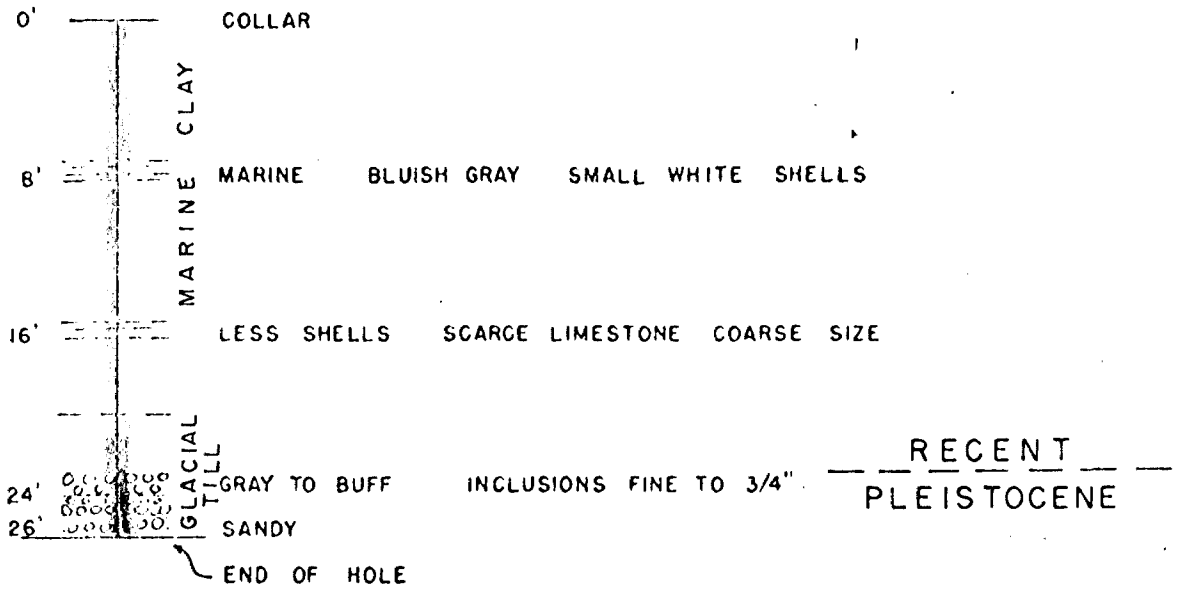 0' COLLAR
MARINE CLAY
8' MARINE BLUISH GRAY SMALL WHITE SHELLS
16' LESS SHELLS SCARCE LIMESTONE COARSE SIZE
GLACIAL
TILL
RECENT
24' GRAY TO BUFF INCLUSIONS FINE TO 3/4"
PLEISTOCENE
26' SANDY
END OF HOLE